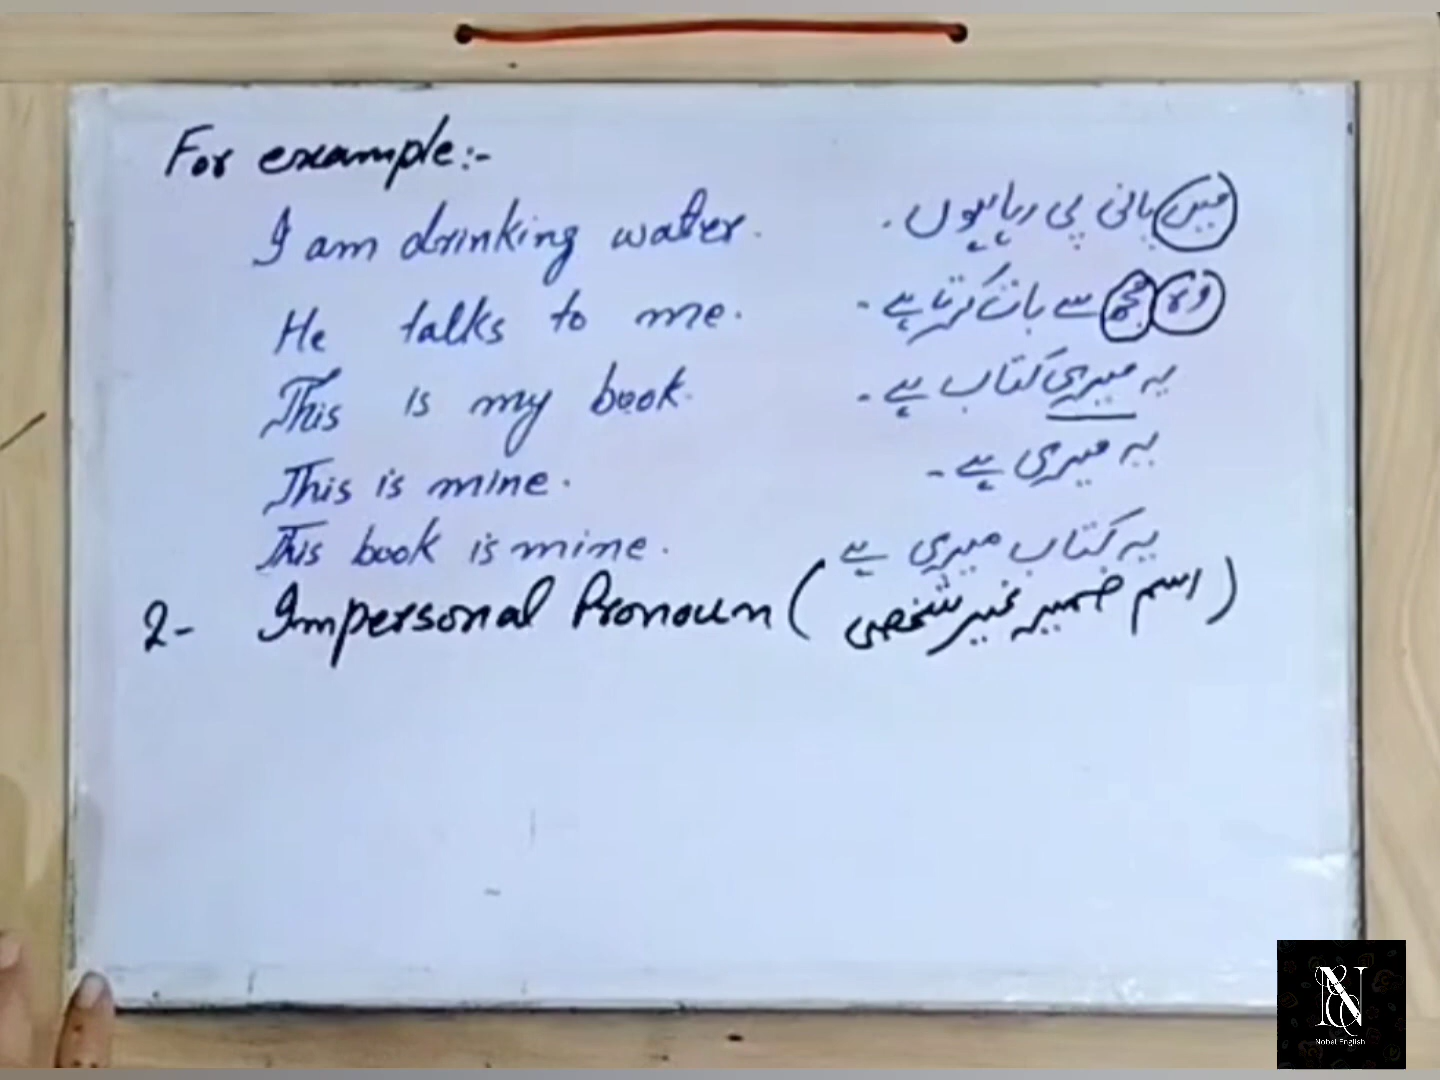 For example:-
I am drinking water. میں پانی پی رہا ہوں۔
He talks to me. وہ مجھ سے بات کرتا ہے۔
This is my book. یہ میری کتاب ہے۔
This is mine. یہ میری ہے۔
This book is mine. یہ کتاب میری ہے
2- Impersonal Pronoun (اسم ضمیر غیر شخصی)
N&N
Nobel English